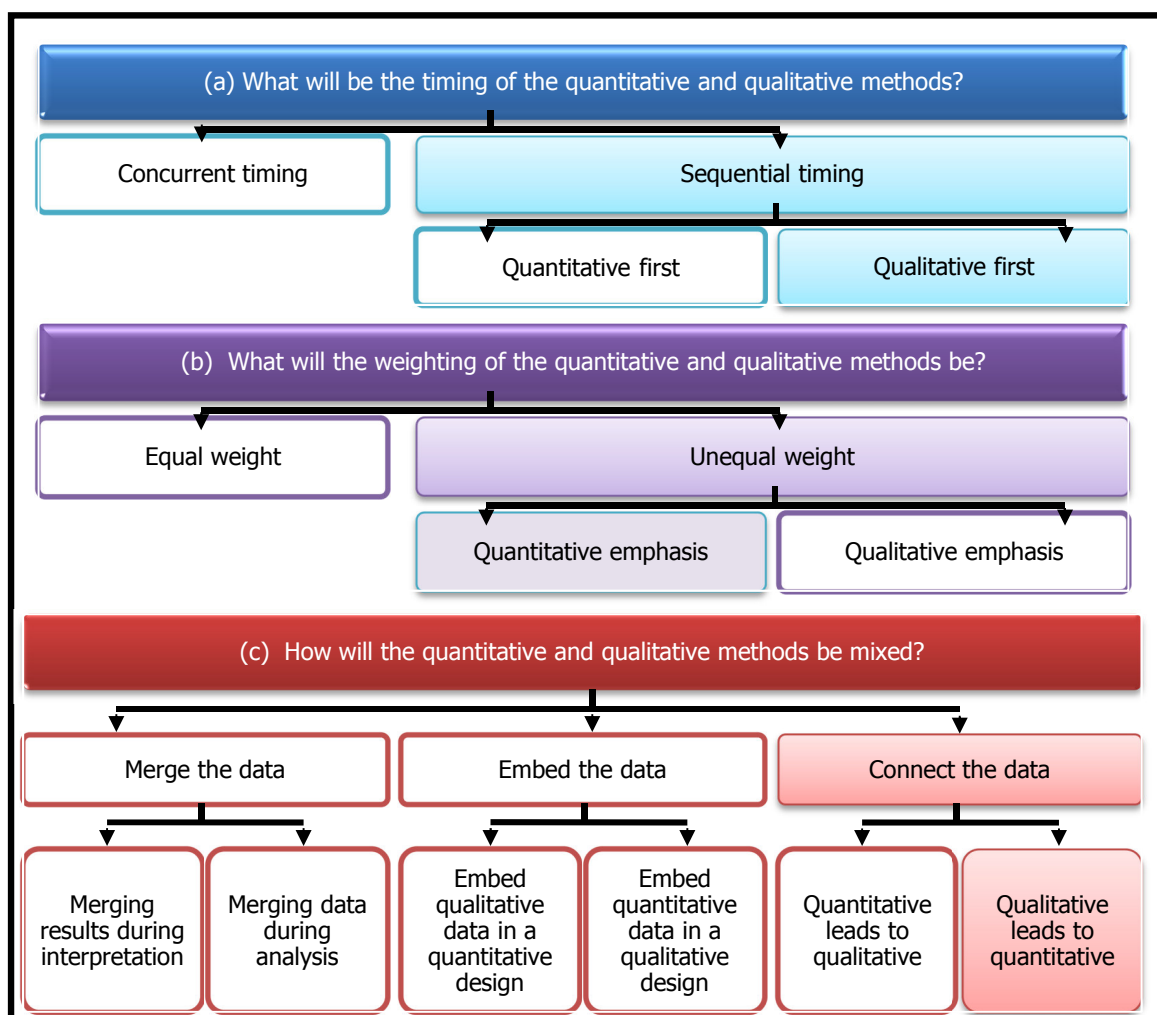 (a) What will be the timing of the quantitative and qualitative methods?
Concurrent timing
Sequential timing
Quantitative first
Qualitative first
(b) What will the weighting of the quantitative and qualitative methods be?
Equal weight
Unequal weight
Quantitative emphasis
Qualitative emphasis
(c) How will the quantitative and qualitative methods be mixed?
Merge the data
Embed the data
Connect the data
Merging
results during
interpretation
Merging data
during
analysis
Embed
qualitative
data in a
quantitative
design
Embed
quantitative
data in a
qualitative
design
Quantitative
leads to
qualitative
Qualitative
leads to
quantitative